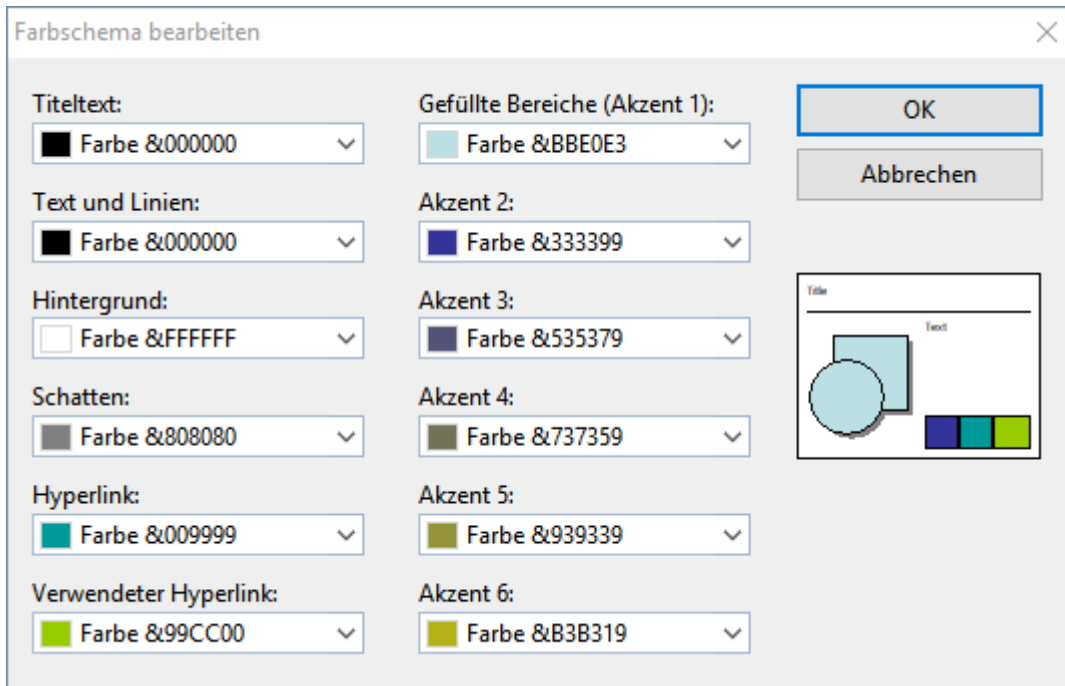 Farbschema bearbeiten
Titeltext:
Farbe &000000
Text und Linien:
Farbe &000000
Hintergrund:
Farbe &FFFFFF
Schatten:
Farbe &808080
Hyperlink:
Farbe &009999
Verwendeter Hyperlink:
Farbe &99CC00
Gefüllte Bereiche (Akzent 1):
Farbe &BBE0E3
Akzent 2:
Farbe &333399
Akzent 3:
Farbe &535379
Akzent 4:
Farbe &737359
Akzent 5:
Farbe &939339
Akzent 6:
Farbe &B3B319
OK
Abbrechen
Title
Text